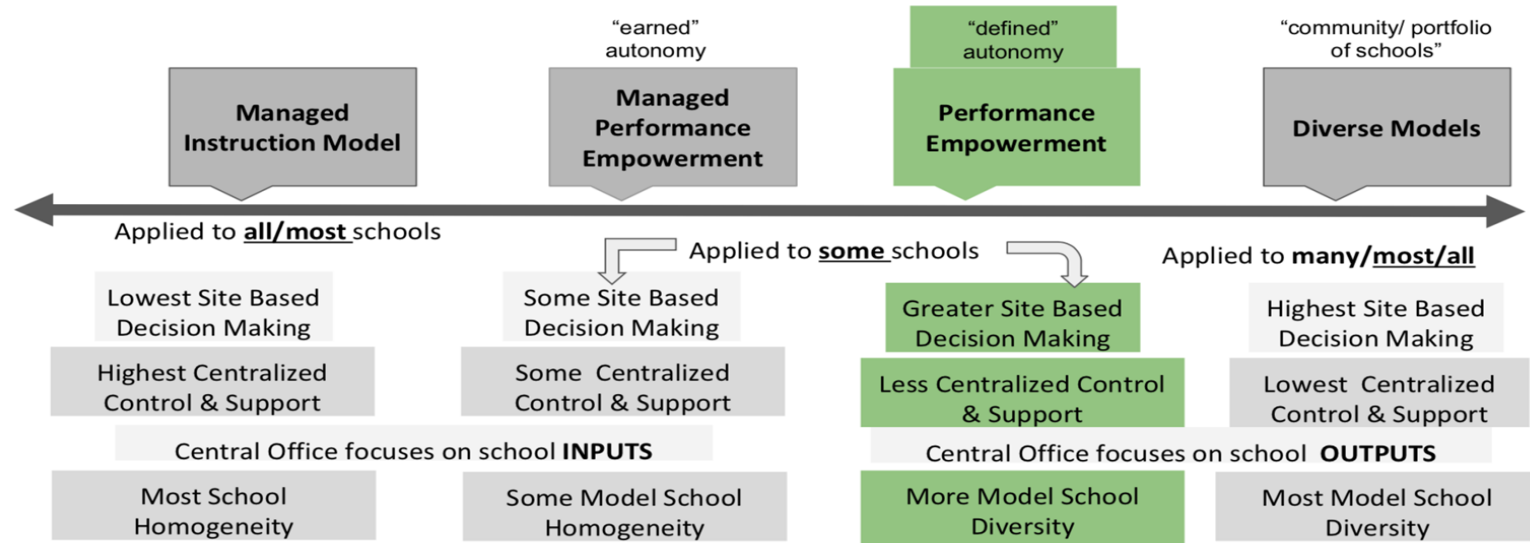 “earned”
autonomy
“defined”
autonomy
“community/ portfolio
of schools”
Managed
Instruction Model
Managed
Performance
Empowerment
Performance
Empowerment
Diverse Models
Applied to all/most schools
Applied to some schools
Applied to many/most/all
Lowest Site Based
Decision Making
Some Site Based
Decision Making
Greater Site Based
Decision Making
Highest Site Based
Decision Making
Highest Centralized
Control & Support
Some Centralized
Control & Support
Less Centralized Control
& Support
Lowest Centralized
Control & Support
Central Office focuses on school INPUTS
Central Office focuses on school OUTPUTS
Most School
Homogeneity
Some Model School
Homogeneity
More Model School
Diversity
Most Model School
Diversity